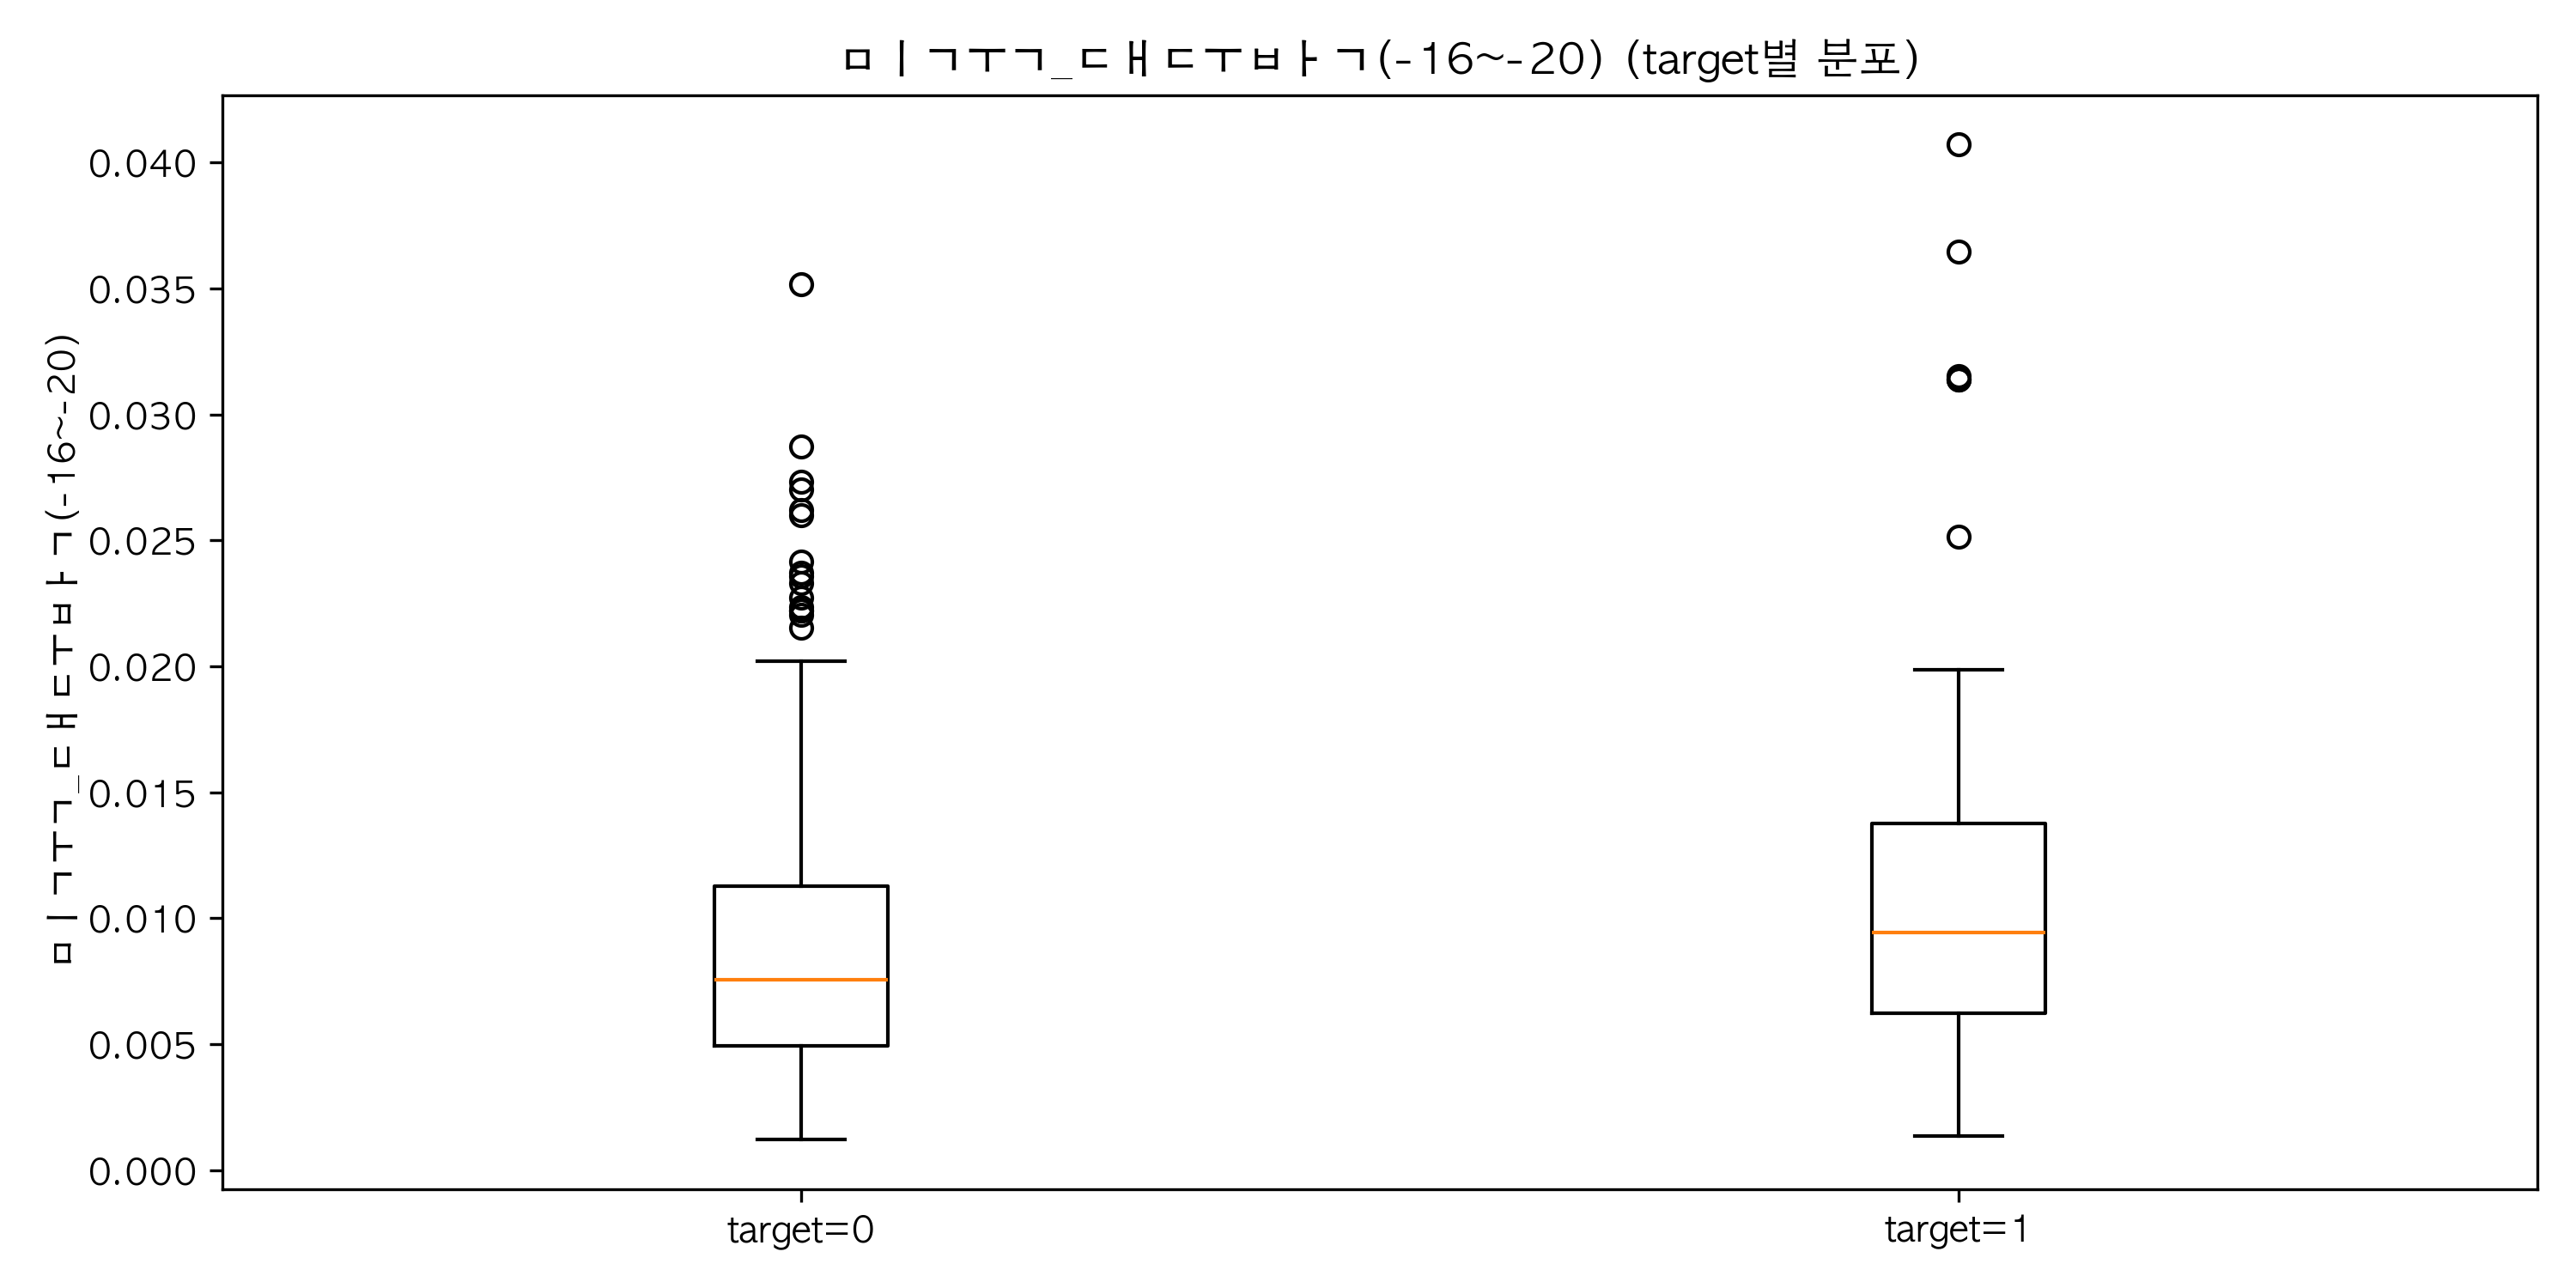 ㅁㅣㄱㅜㄱ_ㄷㅐㄷㅜㅂㅏㄱ(-16~-20) (target별 분포)
ㅁㅣㄱㅜㄱ_ㄷㅐㄷㅜㅂㅏㄱ(-16~-20)
0.040
0.035
0.030
0.025
0.020
0.015
0.010
0.005
0.000
target=0
target=1